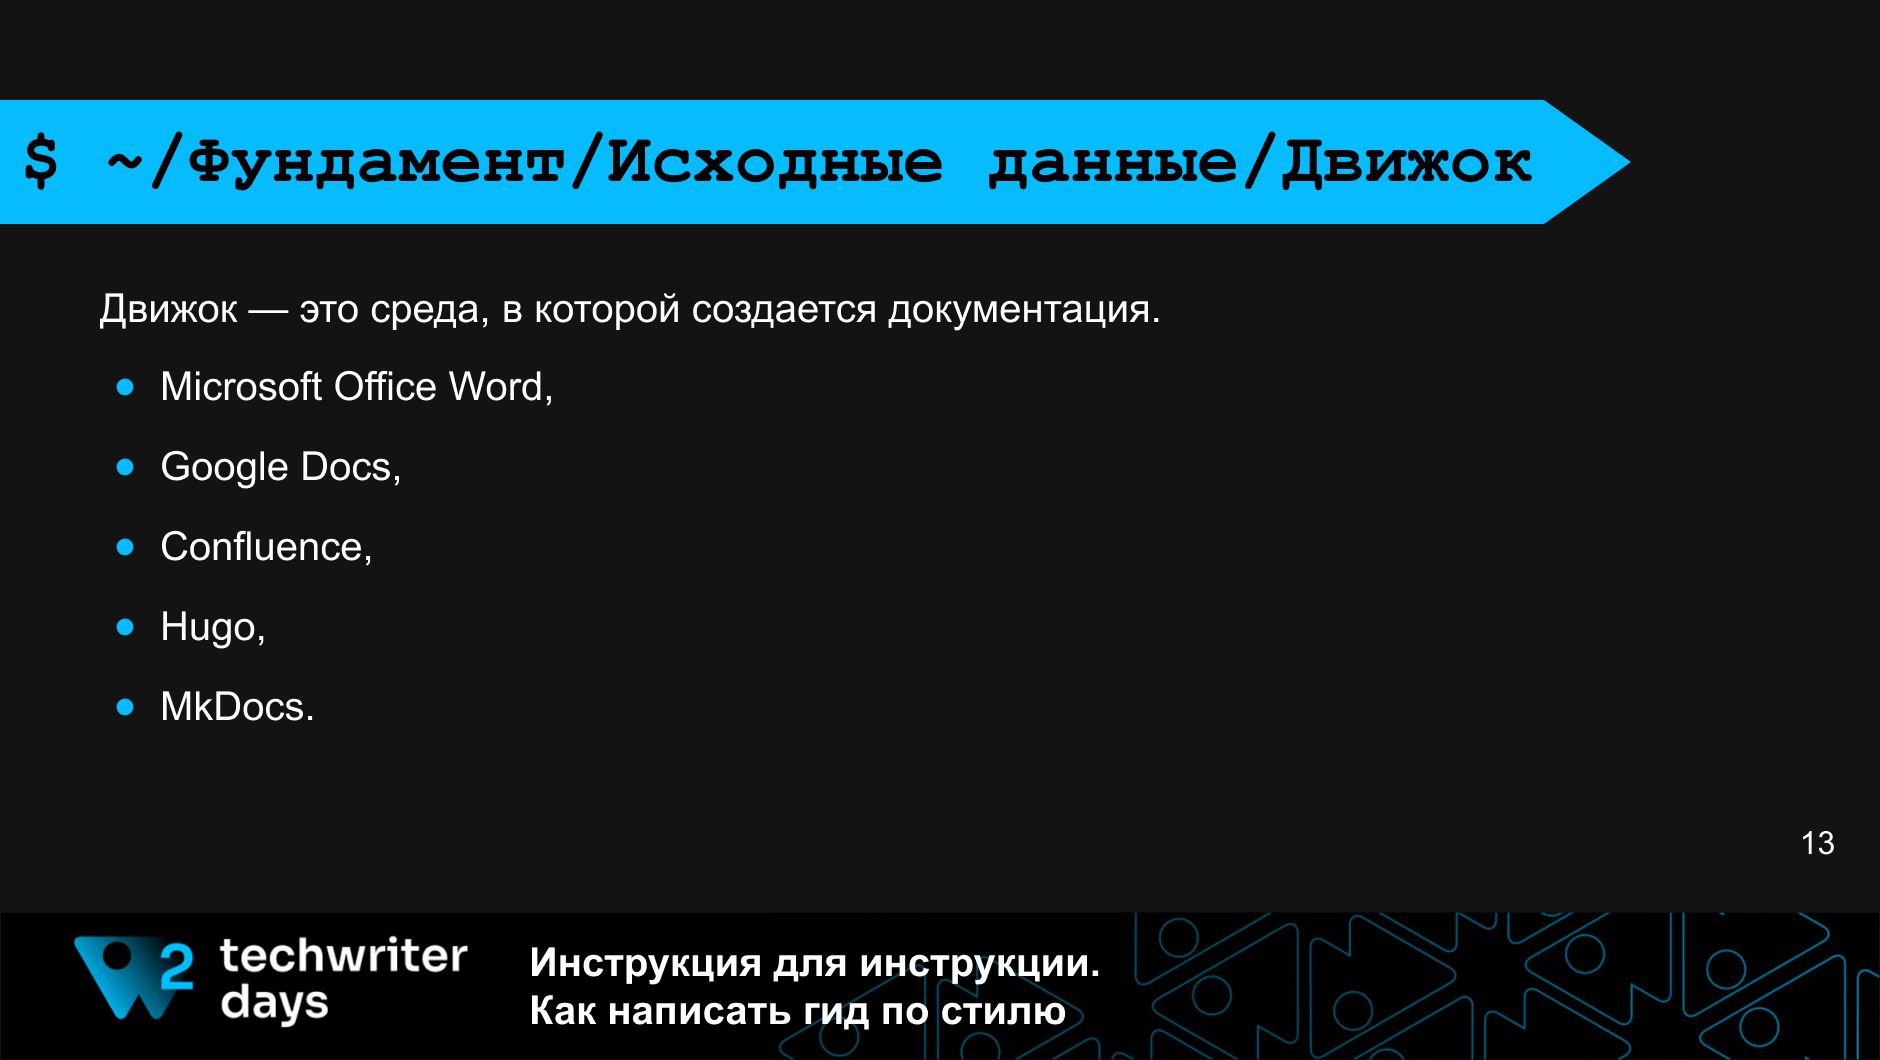 $ ~/Фундамент/Исходные данные/Движок
Движок — это среда, в которой создается документация.
● Microsoft Office Word,
● Google Docs,
● Confluence,
● Hugo,
● MkDocs.
13
2 techwriter
days
Инструкция для инструкции.
Как написать гид по стилю